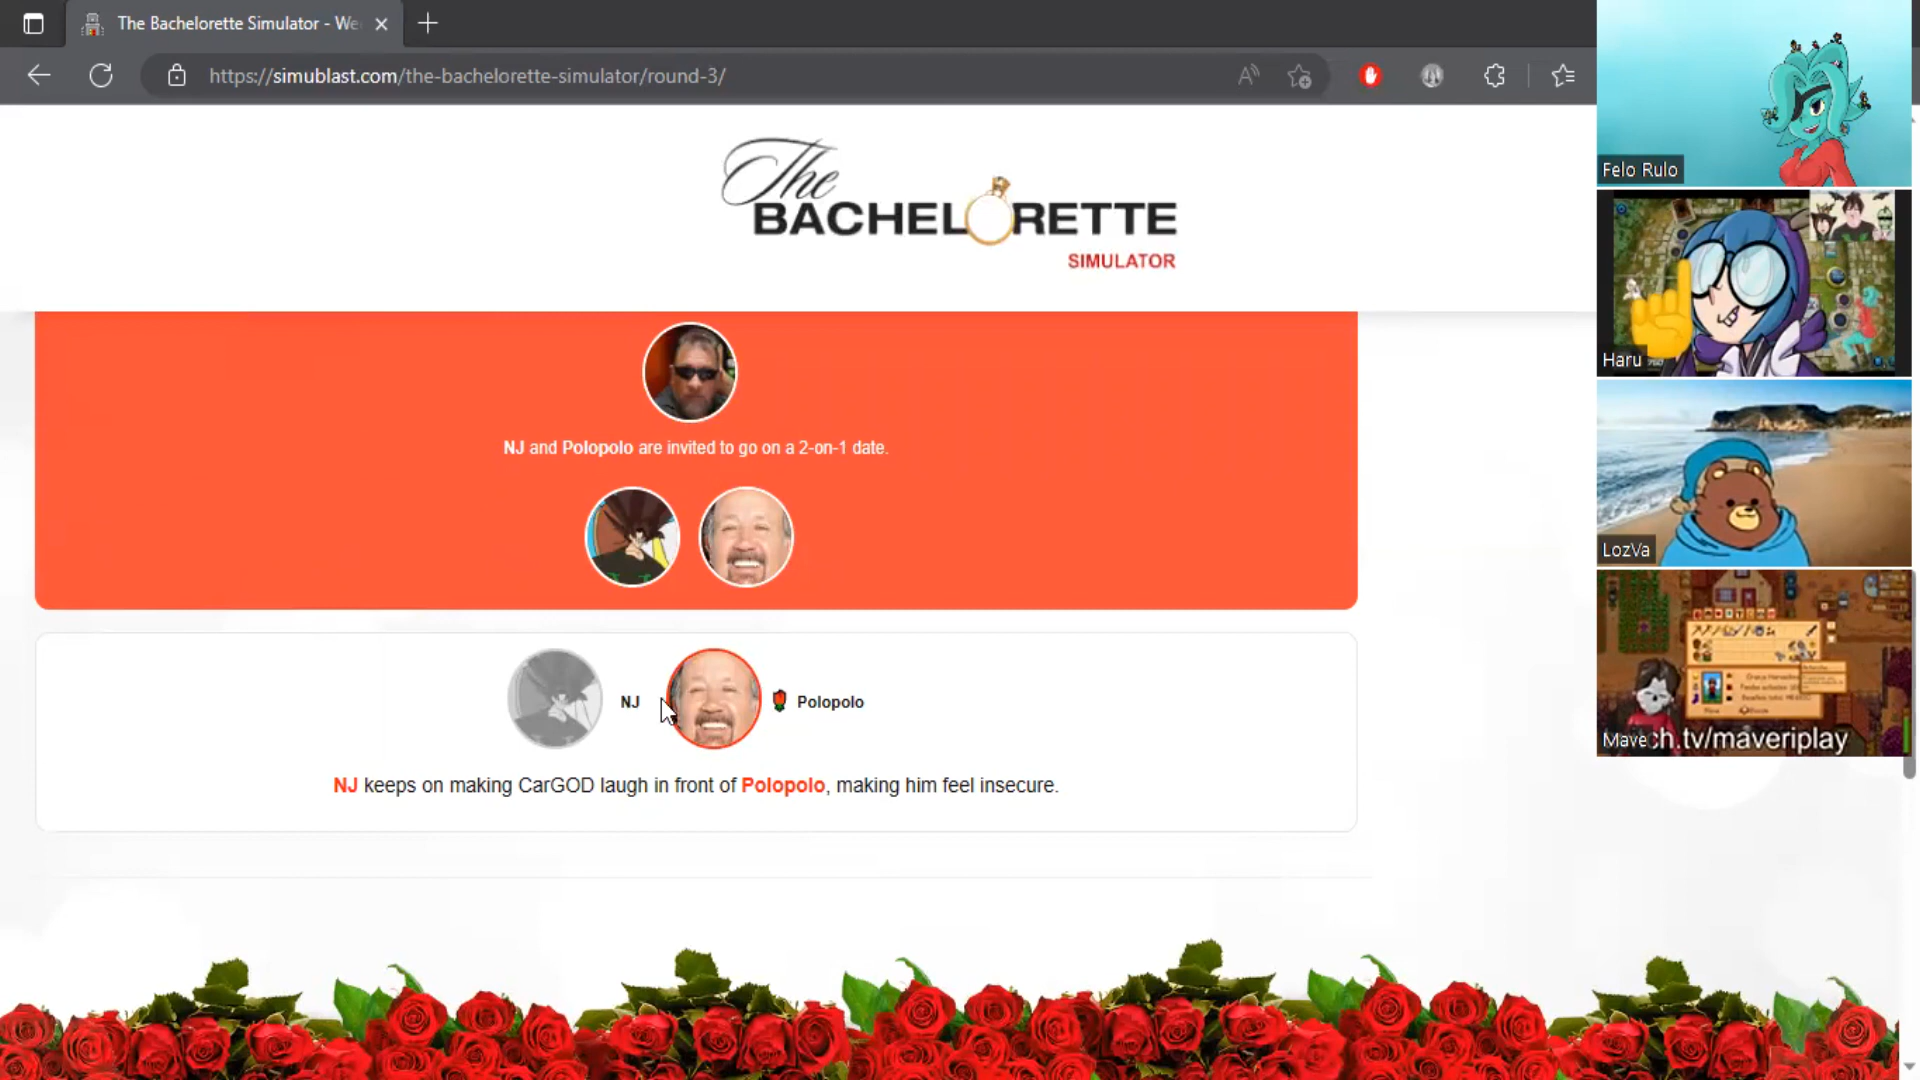 The Bachelorette Simulator - We
https://simublast.com/the-bachelorette-simulator/round-3/
The
BACHELORETTE
SIMULATOR
NJ and Polopolo are invited to go on a 2-on-1 date.
NJ
Polopolo
NJ keeps on making CarGOD laugh in front of Polopolo, making him feel insecure.
Felo Rulo
Haru
LozVa
Mave
ch.tv/maveriplay